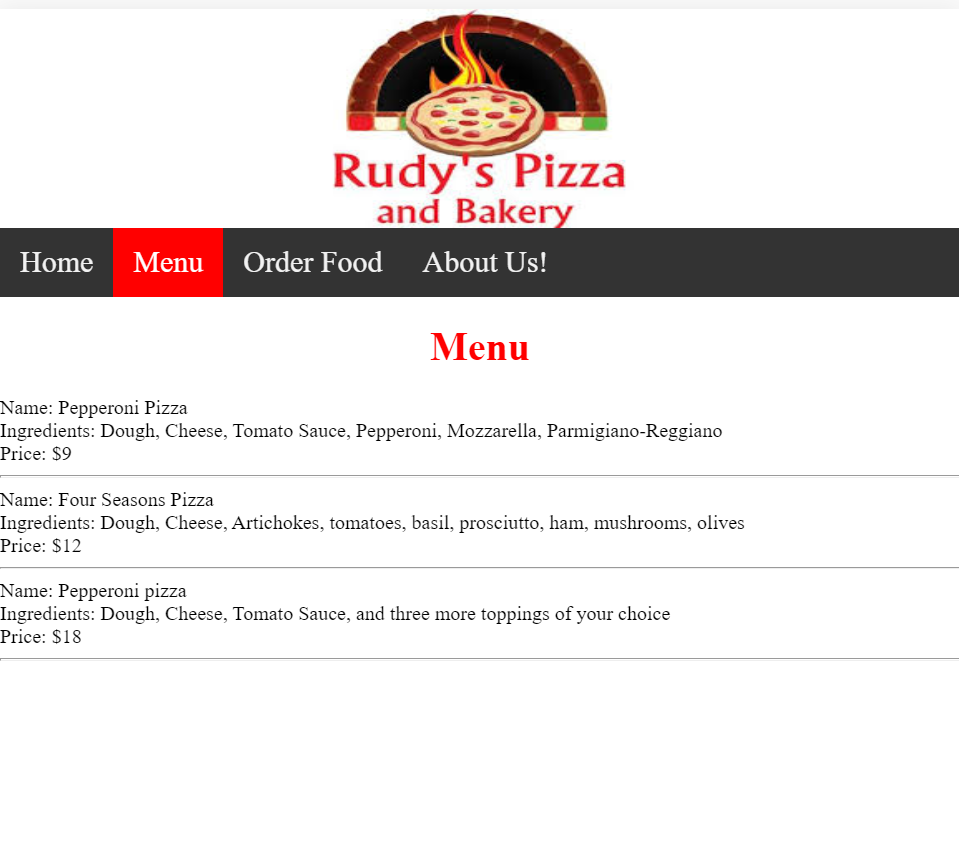 Rudy's Pizza
and Bakery
Home Menu Order Food About Us!
Menu
Name: Pepperoni Pizza
Ingredients: Dough, Cheese, Tomato Sauce, Pepperoni, Mozzarella, Parmigiano-Reggiano
Price: $9
Name: Four Seasons Pizza
Ingredients: Dough, Cheese, Artichokes, tomatoes, basil, prosciutto, ham, mushrooms, olives
Price: $12
Name: Pepperoni pizza
Ingredients: Dough, Cheese, Tomato Sauce, and three more toppings of your choice
Price: $18